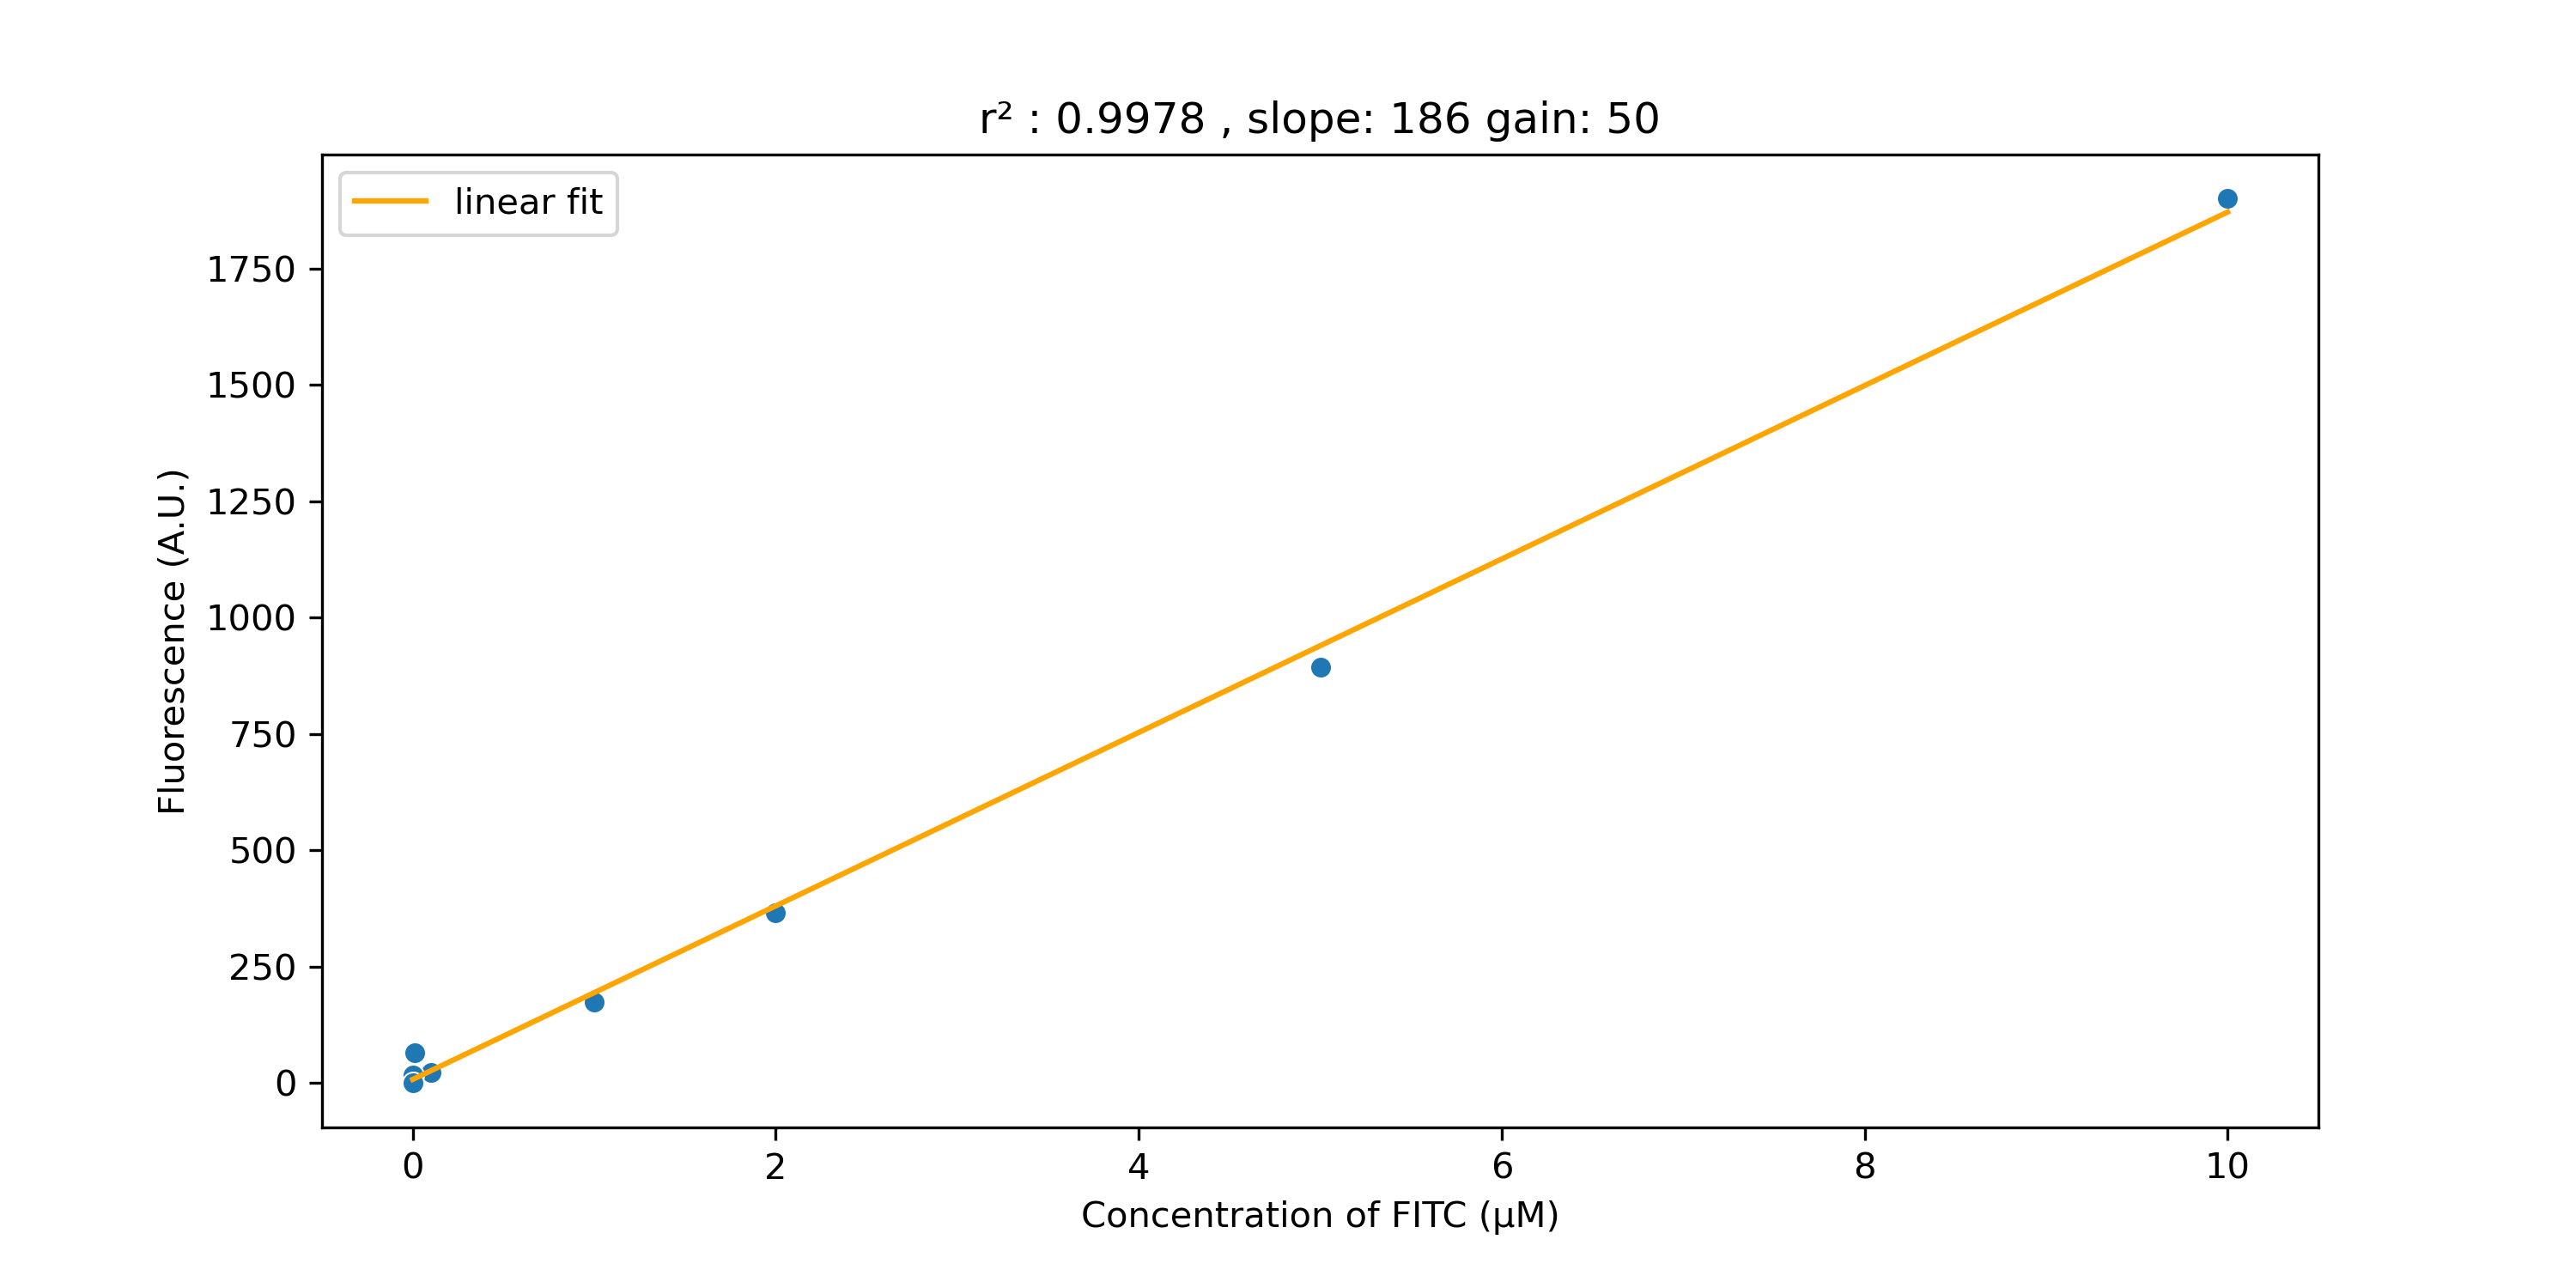 r² : 0.9978 , slope: 186 gain: 50
linear fit
1750
1500
1250
1000
750
500
250
0
Fluorescence (A.U.)
0 2 4 6 8 10
Concentration of FITC (μM)